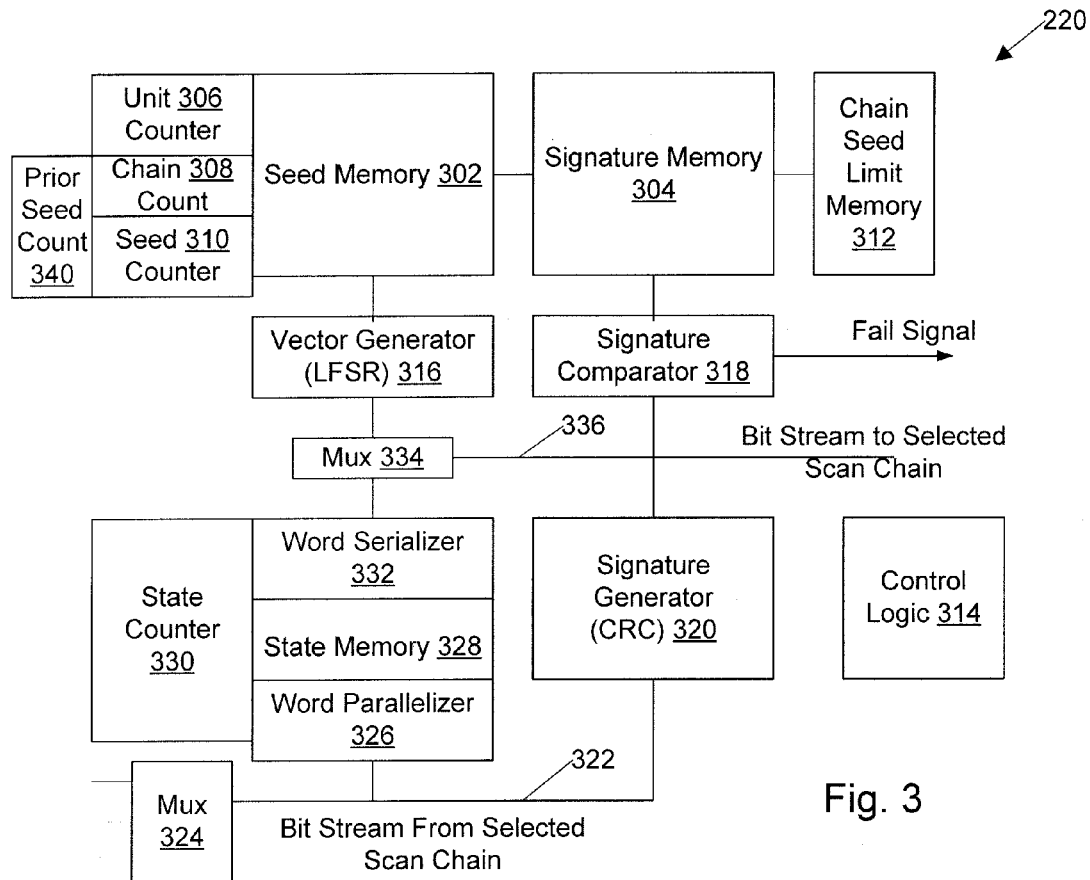 220
Unit 306
Counter
Prior
Seed
Count
340
Chain 308
Count
Seed 310
Counter
Seed Memory 302
Signature Memory
304
Chain
Seed
Limit
Memory
312
Vector Generator
(LFSR) 316
Signature
Comparator 318
Fail Signal
Mux 334
336
Bit Stream to Selected
Scan Chain
State
Counter
330
Word Serializer
332
State Memory 328
Word Parallelizer
326
Signature
Generator
(CRC) 320
Control
Logic 314
322
Mux
324
Bit Stream From Selected
Scan Chain
Fig. 3